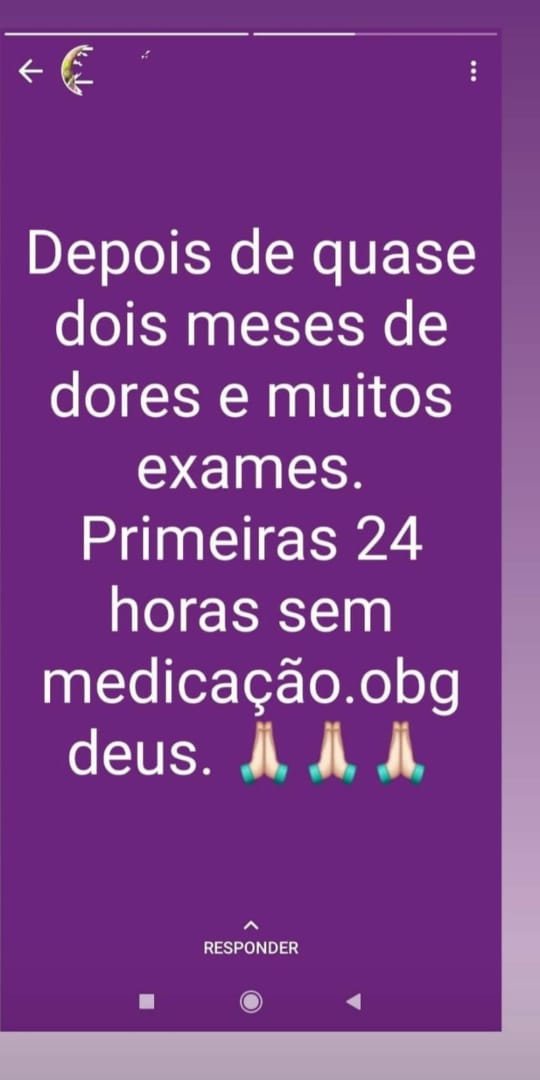 Depois de quase
dois meses de
dores e muitos
exames.
Primeiras 24
horas sem
medicação.obg
deus. 🙏🏻🙏🏻🙏🏻
RESPONDER